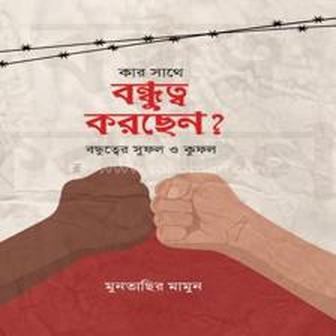 কার সাথে
বন্ধুত্ব
করছেন?
বন্ধুত্বের সুফল ও কুফল
মুনতাছির মামুন